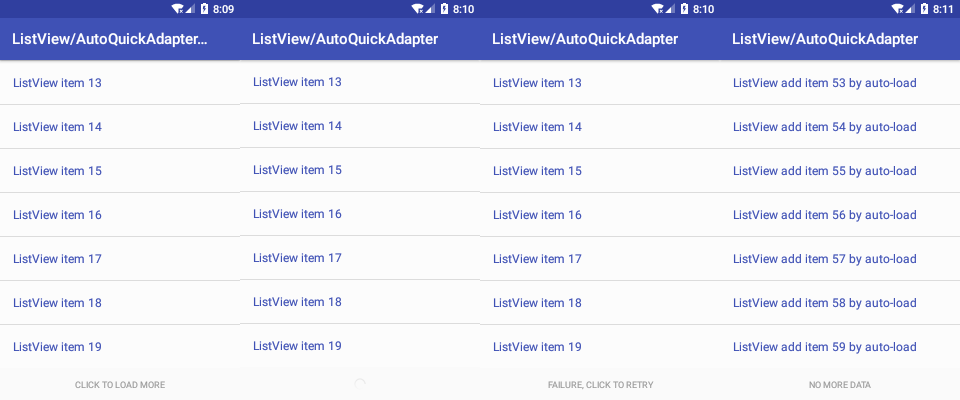 8:09
ListView/AutoQuickAdapter...
ListView item 13
ListView item 14
ListView item 15
ListView item 16
ListView item 17
ListView item 18
ListView item 19
CLICK TO LOAD MORE
8:10
ListView/AutoQuickAdapter
ListView item 13
ListView item 14
ListView item 15
ListView item 16
ListView item 17
ListView item 18
ListView item 19
8:10
ListView/AutoQuickAdapter
ListView item 13
ListView item 14
ListView item 15
ListView item 16
ListView item 17
ListView item 18
ListView item 19
FAILURE, CLICK TO RETRY
8:11
ListView/AutoQuickAdapter
ListView add item 53 by auto-load
ListView add item 54 by auto-load
ListView add item 55 by auto-load
ListView add item 56 by auto-load
ListView add item 57 by auto-load
ListView add item 58 by auto-load
ListView add item 59 by auto-load
NO MORE DATA